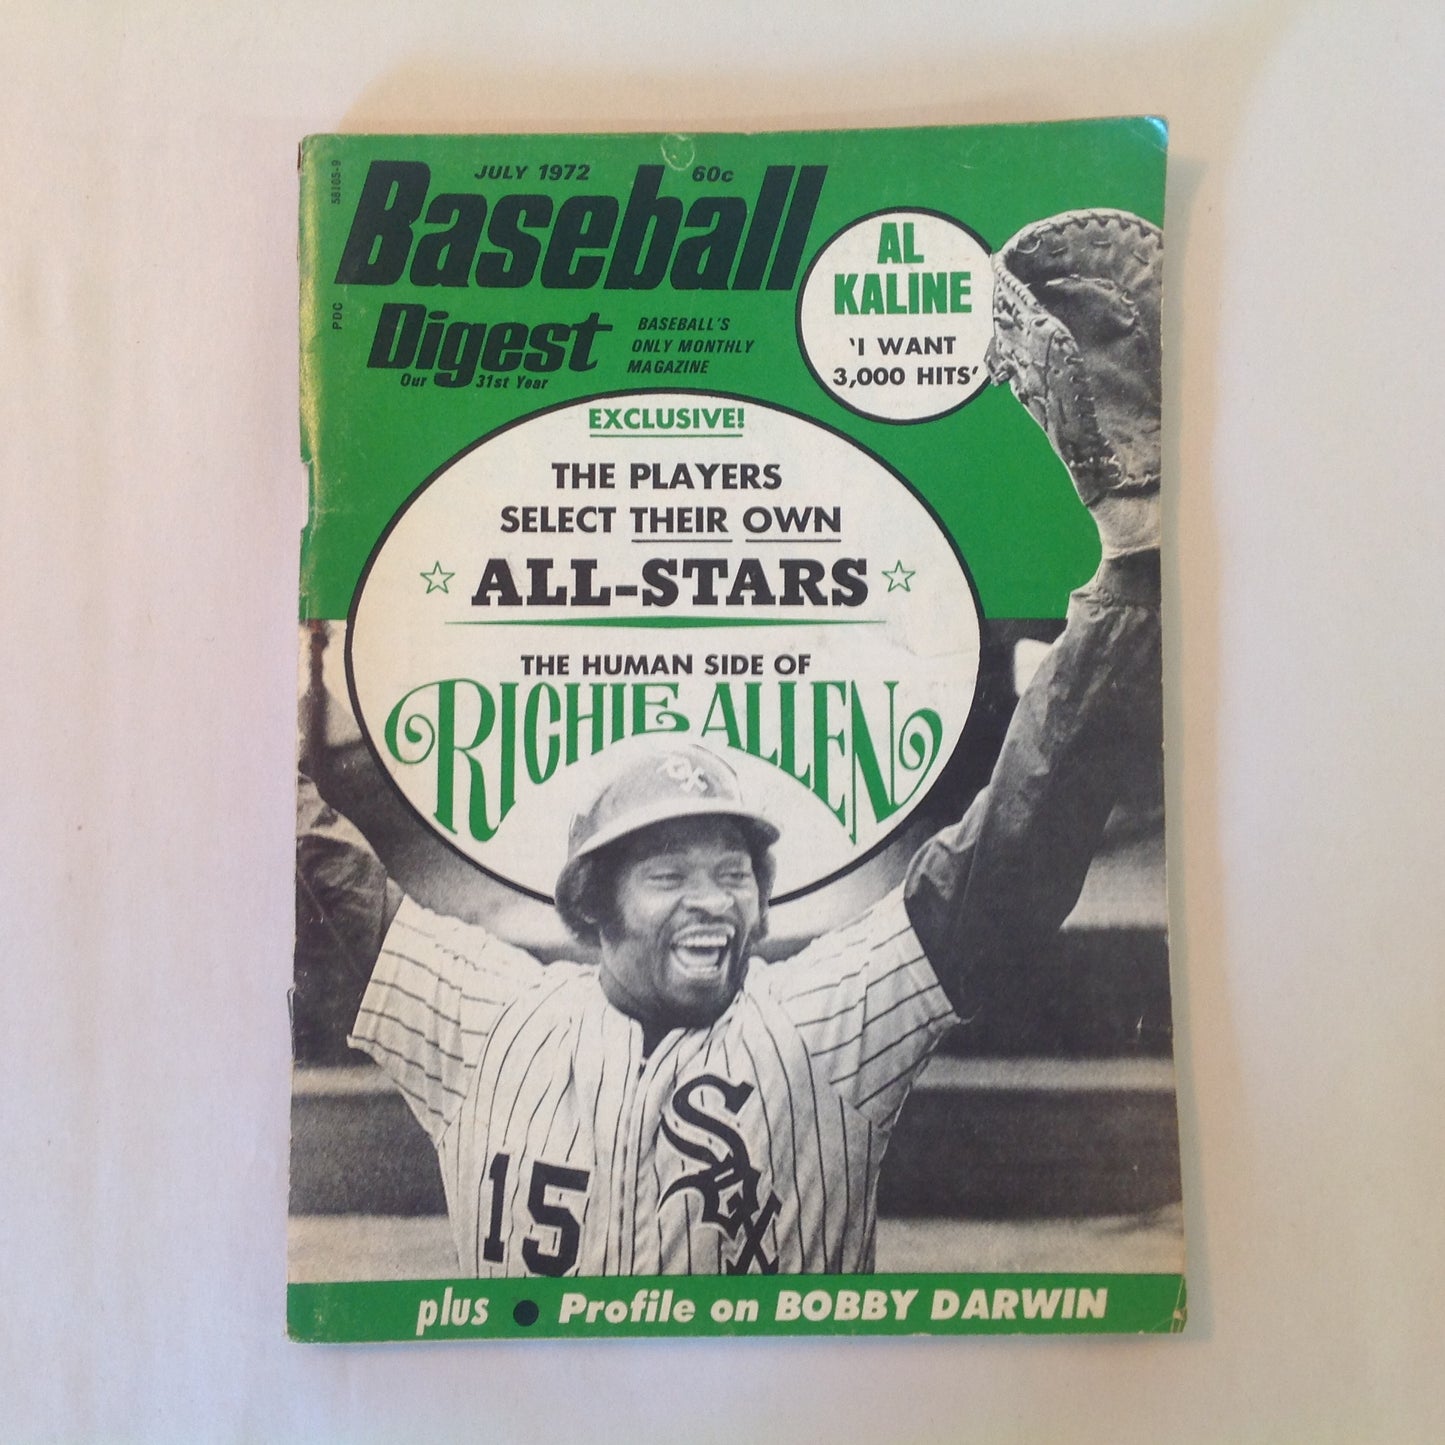 58105-9
PDC
JULY 1972 60c
Baseball
Digest
Our 31st Year
BASEBALL'S
ONLY MONTHLY
MAGAZINE
AL
KALINE
'I WANT
3,000 HITS'
EXCLUSIVE!
THE PLAYERS
SELECT THEIR OWN
ALL-STARS
THE HUMAN SIDE OF
RICHIE ALLEN
SOX
15
SOX
plus • Profile on BOBBY DARWIN